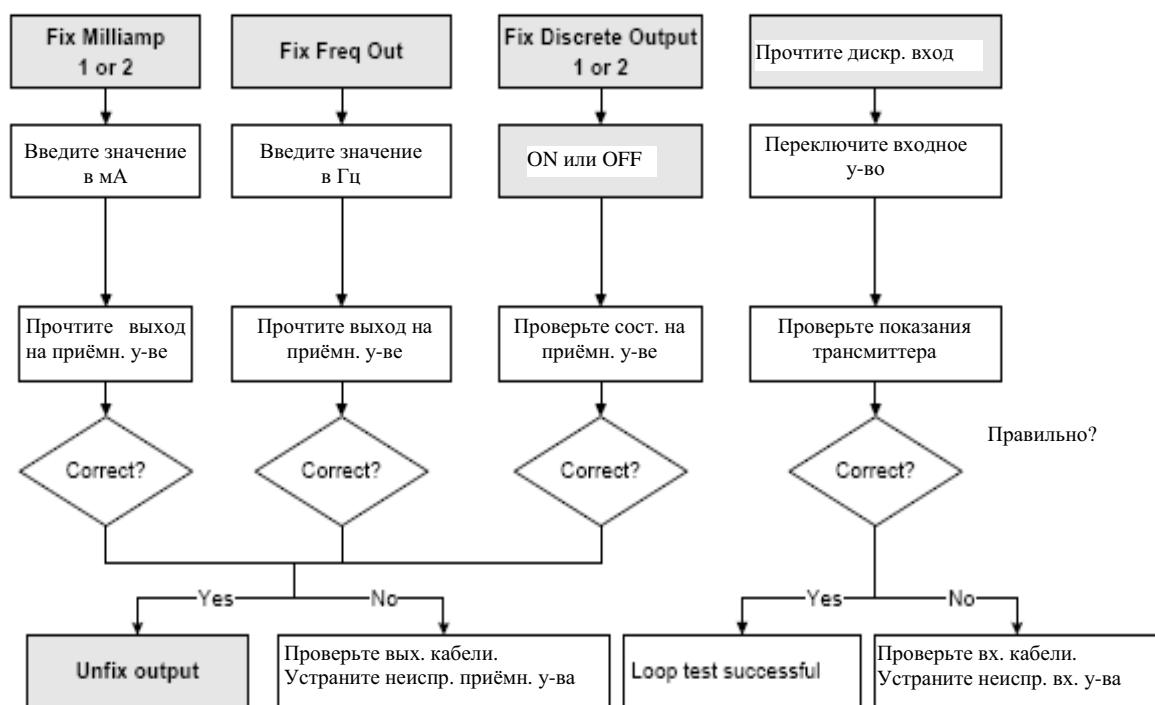 Fix Milliamp
1 or 2
Fix Freq Out
Fix Discrete Output
1 or 2
Прочтите дискр. вход
Введите значение
в мА
Введите значение
в Гц
ON или OFF
Переключите входное
у-во
Прочтите выход
на приёмн. у-ве
Прочтите выход на
приёмн. у-ве
Проверьте сост. на
приёмн. у-ве
Проверьте показания
трансмиттера
Правильно?
Correct?
Correct?
Correct?
Correct?
Yes
No
Yes
No
Unfix output
Проверьте вых. кабели.
Устраните неиспр. приёмн. у-ва
Loop test successful
Проверьте вх. кабели.
Устраните неиспр. вх. у-ва